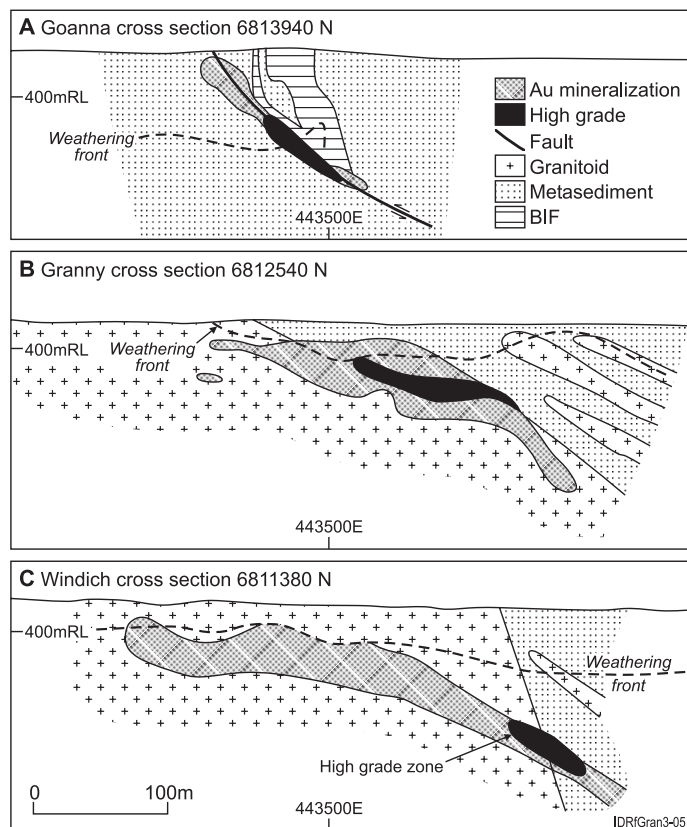 A Goanna cross section 6813940 N
400mRL
Weathering
front
443500E
Au mineralization
High grade
Fault
Granitoid
Metasediment
BIF
B Granny cross section 6812540 N
400mRL
Weathering
front
443500E
C Windich cross section 6811380 N
400mRL
Weathering
front
443500E
High grade zone
0 100m
IDRfGran3-05